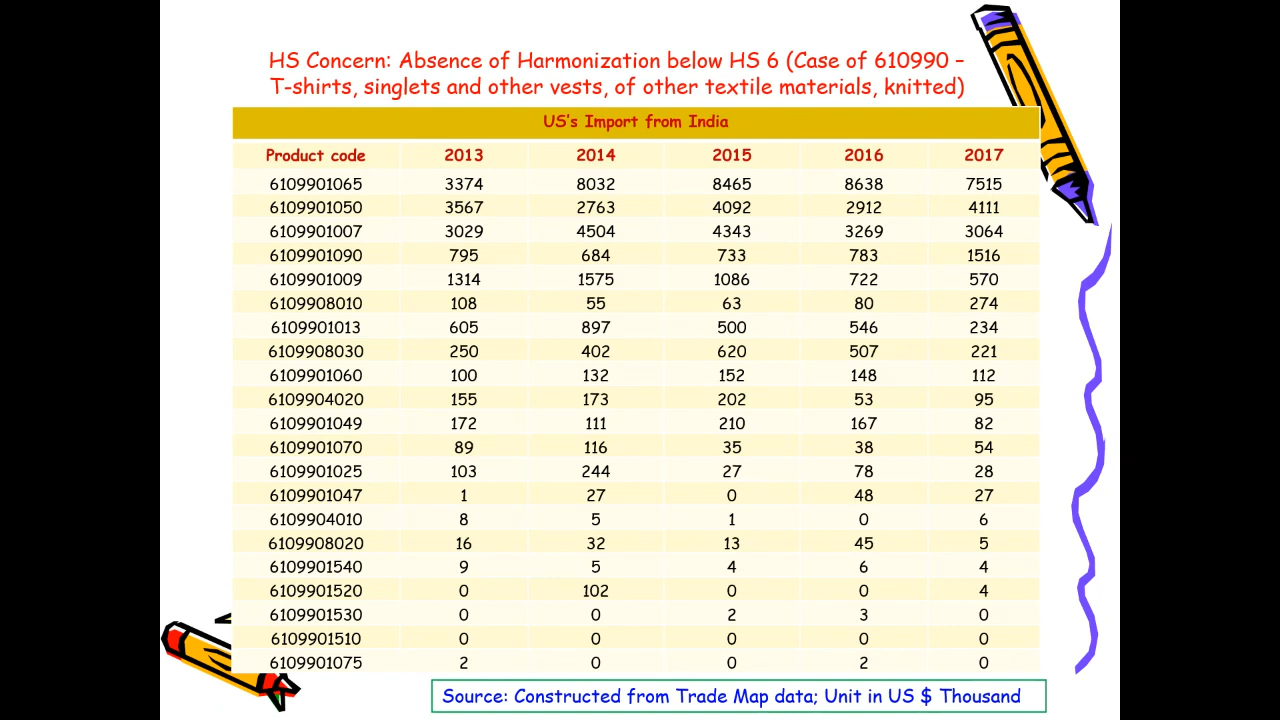 HS Concern: Absence of Harmonization below HS 6 (Case of 610990 –
T-shirts, singlets and other vests, of other textile materials, knitted)
US's Import from India
Product code 2013 2014 2015 2016 2017
6109901065 3374 8032 8465 8638 7515
6109901050 3567 2763 4092 2912 4111
6109901007 3029 4504 4343 3269 3064
6109901090 795 684 733 783 1516
6109901009 1314 1575 1086 722 570
6109908010 108 55 63 80 274
6109901013 605 897 500 546 234
6109908030 250 402 620 507 221
6109901060 100 132 152 148 112
6109904020 155 173 202 53 95
6109901049 172 111 210 167 82
6109901070 89 116 35 38 54
6109901025 103 244 27 78 28
6109901047 1 27 0 48 27
6109904010 8 5 1 0 6
6109908020 16 32 13 45 5
6109901540 9 5 4 6 4
6109901520 0 102 0 0 4
6109901530 0 0 2 3 0
6109901510 0 0 0 0 0
6109901075 2 0 0 2 0
Source: Constructed from Trade Map data; Unit in US $ Thousand